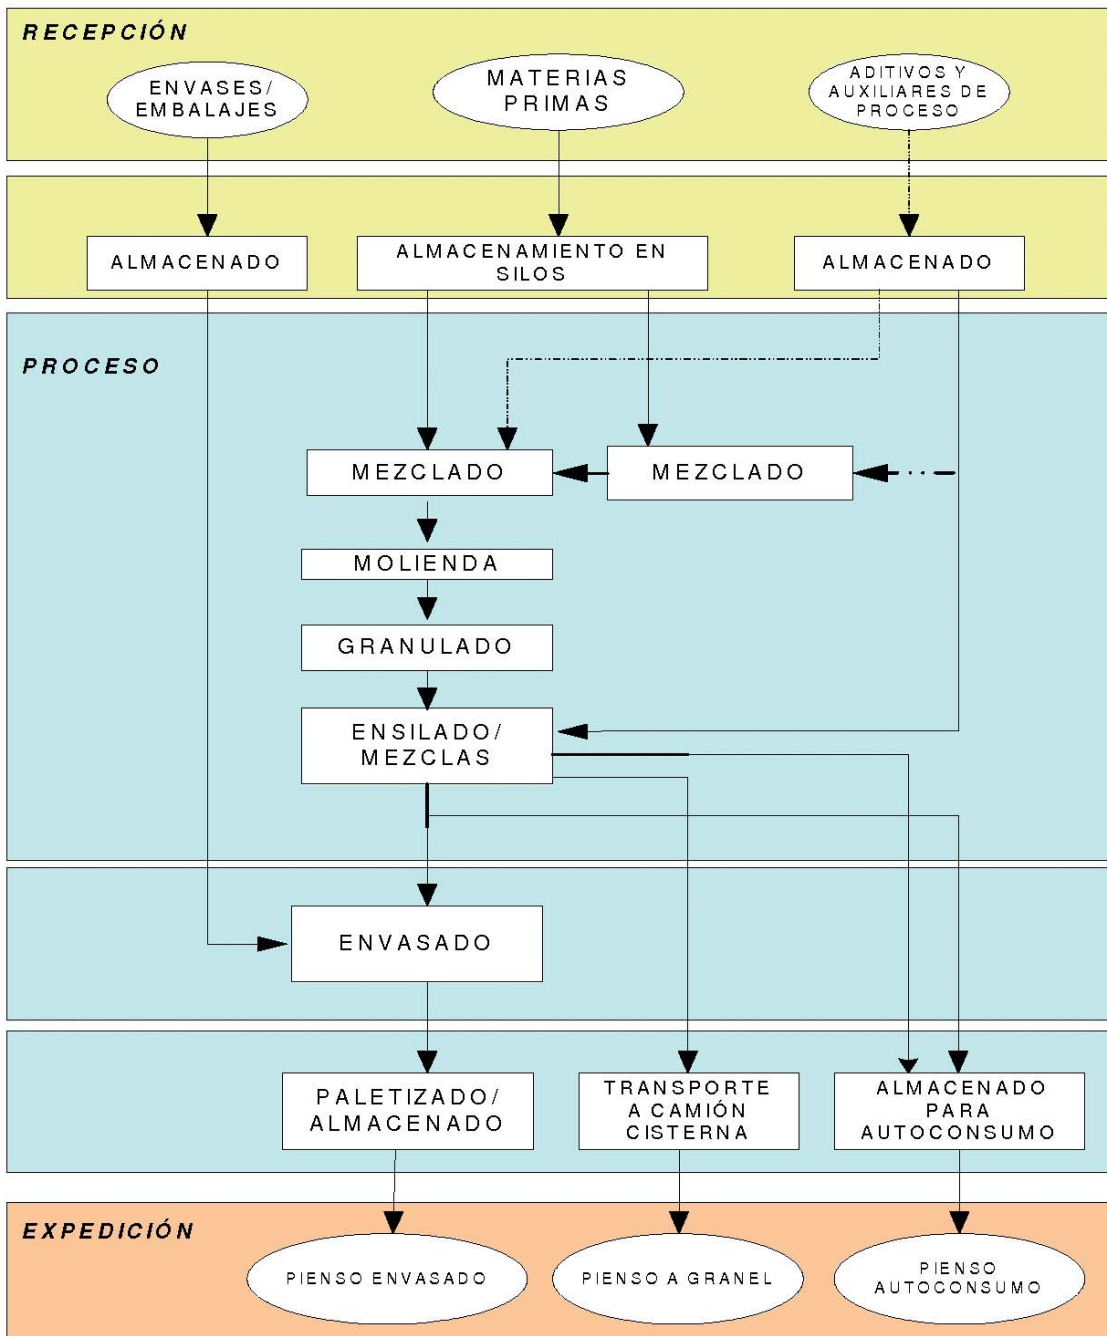 RECEPCIÓN
ENVASES/
EMBALAJES
MATERIAS
PRIMAS
ADITIVOS Y
AUXILIARES DE
PROCESO
ALMACENADO
ALMACENAMIENTO EN
SILOS
ALMACENADO
PROCESO
MEZCLADO
MEZCLADO
MOLIENDA
GRANULADO
ENSILADO/
MEZCLAS
ENVASADO
PALETIZADO/
ALMACENADO
TRANSPORTE
A CAMIÓN
CISTERNA
ALMACENADO
PARA
AUTOCONSUMO
EXPEDICIÓN
PIENSO ENVASADO
PIENSO A GRANEL
PIENSO
AUTOCONSUMO